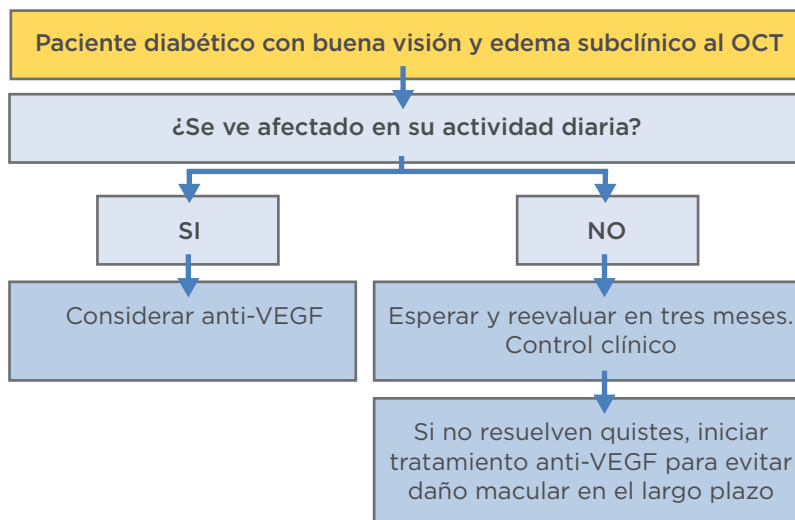 Paciente diabético con buena visión y edema subclínico al OCT
¿Se ve afectado en su actividad diaria?
SI
NO
Considerar anti-VEGF
Esperar y reevaluar en tres meses.
Control clínico
Si no resuelven quistes, iniciar
tratamiento anti-VEGF para evitar
daño macular en el largo plazo